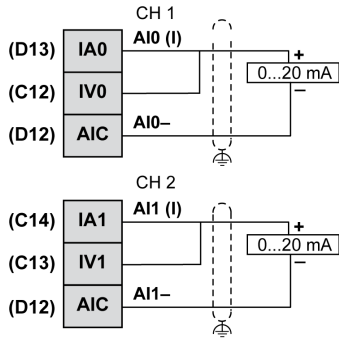 CH 1
(D13) IA0 AI0 (I) +
0...20 mA
(C12) IV0 –
(D12) AIC AI0–
CH 2
(C14) IA1 AI1 (I) +
0...20 mA
(C13) IV1 –
(D12) AIC AI1–